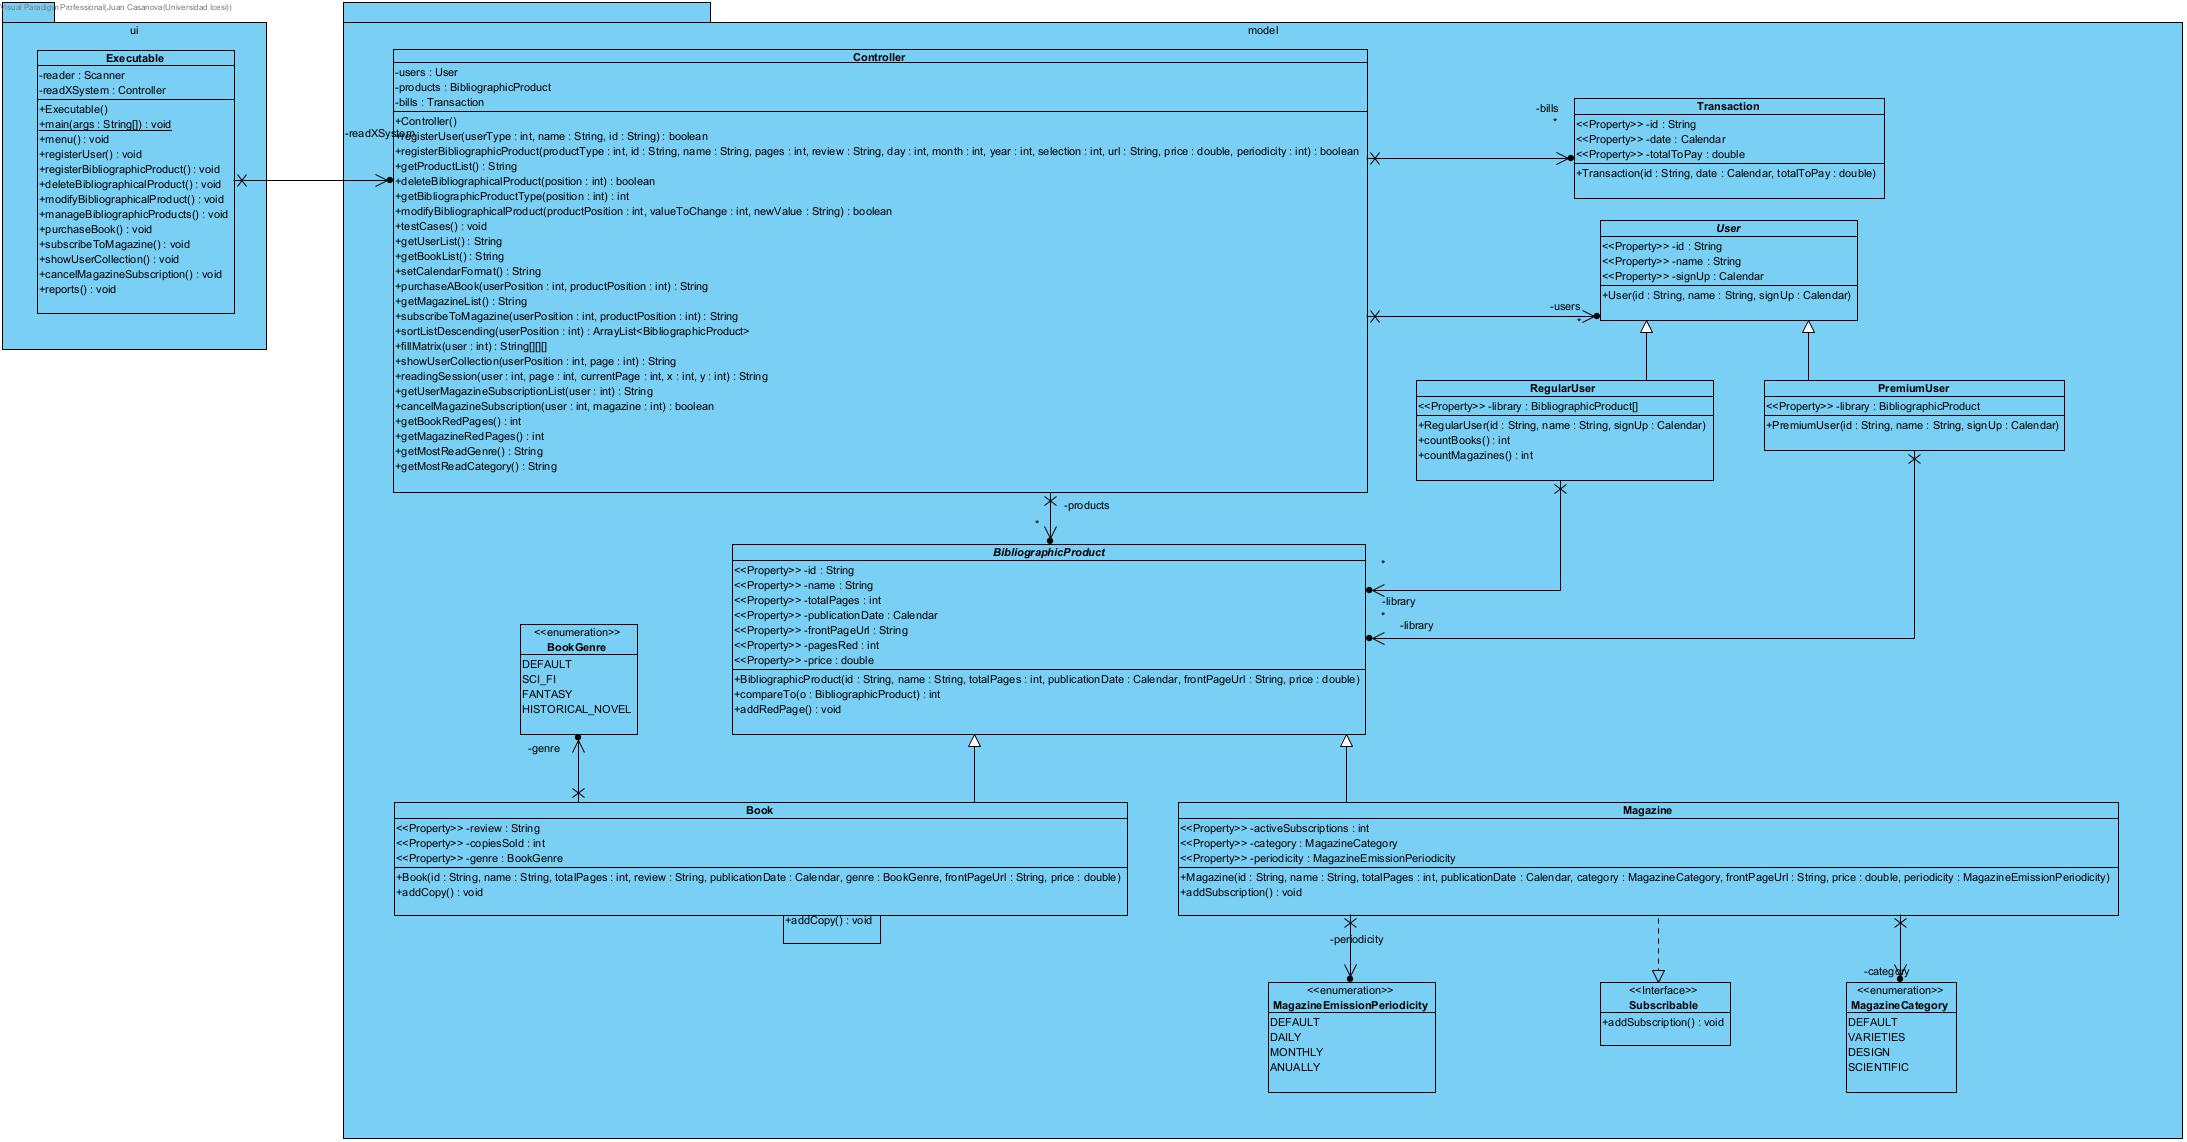 Visual Paradigm Professional(Juan Casanova(Universidad Icesi))
ui
Executable
-reader : Scanner
-readXSystem : Controller
+Executable()
+main(args : String[]) : void
+menu() : void
+registerUser() : void
+registerBibliographicProduct() : void
+deleteBibliographicalProduct() : void
+modifyBibliographicalProduct() : void
+manageBibliographicProducts() : void
+purchaseBook() : void
+subscribeToMagazine() : void
+showUserCollection() : void
+cancelMagazineSubscription() : void
+reports() : void
-readXSystem
model
Controller
-users : User
-products : BibliographicProduct
-bills : Transaction
+Controller()
+registerUser(userType : int, name : String, id : String) : boolean
+registerBibliographicProduct(productType : int, id : String, name : String, pages : int, review : String, day : int, month : int, year : int, selection : int, url : String, price : double, periodicity : int) : boolean
+getProductList() : String
+deleteBibliographicalProduct(position : int) : boolean
+getBibliographicProductType(position : int) : int
+modifyBibliographicalProduct(productPosition : int, valueToChange : int, newValue : String) : boolean
+testCases() : void
+getUserList() : String
+getBookList() : String
+setCalendarFormat() : String
+purchaseABook(userPosition : int, productPosition : int) : String
+getMagazineList() : String
+subscribeToMagazine(userPosition : int, productPosition : int) : String
+sortListDescending(userPosition : int) : ArrayList<BibliographicProduct>
+fillMatrix(user : int) : String[][][]
+showUserCollection(userPosition : int, page : int) : String
+readingSession(user : int, page : int, currentPage : int, x : int, y : int) : String
+getUserMagazineSubscriptionList(user : int) : String
+cancelMagazineSubscription(user : int, magazine : int) : boolean
+getBookRedPages() : int
+getMagazineRedPages() : int
+getMostReadGenre() : String
+getMostReadCategory() : String
-bills
*
Transaction
<<Property>> -id : String
<<Property>> -date : Calendar
<<Property>> -totalToPay : double
+Transaction(id : String, date : Calendar, totalToPay : double)
-users
*
User
<<Property>> -id : String
<<Property>> -name : String
<<Property>> -signUp : Calendar
+User(id : String, name : String, signUp : Calendar)
RegularUser
<<Property>> -library : BibliographicProduct[]
+RegularUser(id : String, name : String, signUp : Calendar)
+countBooks() : int
+countMagazines() : int
PremiumUser
<<Property>> -library : BibliographicProduct
+PremiumUser(id : String, name : String, signUp : Calendar)
-products
*
BibliographicProduct
<<Property>> -id : String
<<Property>> -name : String
<<Property>> -totalPages : int
<<Property>> -publicationDate : Calendar
<<Property>> -frontPageUrl : String
<<Property>> -pagesRed : int
<<Property>> -price : double
+BibliographicProduct(id : String, name : String, totalPages : int, publicationDate : Calendar, frontPageUrl : String, price : double)
+compareTo(o : BibliographicProduct) : int
+addRedPage() : void
*
-library
*
-library
<<enumeration>>
BookGenre
DEFAULT
SCI_FI
FANTASY
HISTORICAL_NOVEL
-genre
Book
<<Property>> -review : String
<<Property>> -copiesSold : int
<<Property>> -genre : BookGenre
+Book(id : String, name : String, totalPages : int, review : String, publicationDate : Calendar, genre : BookGenre, frontPageUrl : String, price : double)
+addCopy() : void
+addCopy() : void
Magazine
<<Property>> -activeSubscriptions : int
<<Property>> -category : MagazineCategory
<<Property>> -periodicity : MagazineEmissionPeriodicity
+Magazine(id : String, name : String, totalPages : int, publicationDate : Calendar, category : MagazineCategory, frontPageUrl : String, price : double, periodicity : MagazineEmissionPeriodicity)
+addSubscription() : void
-periodicity
-category
<<enumeration>>
MagazineEmissionPeriodicity
DEFAULT
DAILY
MONTHLY
ANUALLY
<<Interface>>
Subscribable
+addSubscription() : void
<<enumeration>>
MagazineCategory
DEFAULT
VARIETIES
DESIGN
SCIENTIFIC